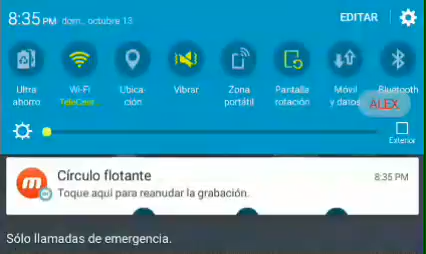 8:35 PM dom., octubre 13
EDITAR
Ultra ahorro
Wi-Fi
Ubica-ción
Vibrar
Zona portátil
Pantalla rotación
Móvil y datos
Bluetooth
ALEX
Exterior
Círculo flotante
8:35 PM
Toque aquí para reanudar la grabación.
Sólo llamadas de emergencia.